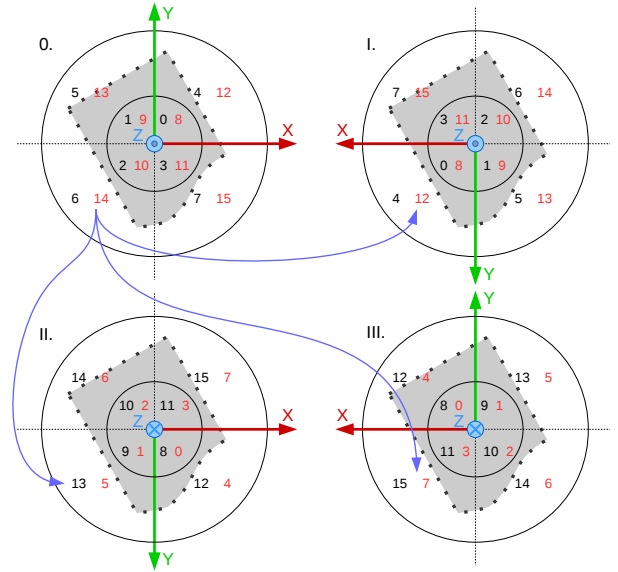 Y
0.
I.
5 13 4 12
7 15 6 14
1 9 0 8
3 11 2 10
Z X
X Z
2 10 3 11
0 8 1 9
6 14 7 15
4 12 5 13
Y
Y
II.
III.
14 6 15 7
12 4 13 5
10 2 11 3
8 0 9 1
Z X
X Z
9 1 8 0
11 3 10 2
13 5 12 4
15 7 14 6
Y